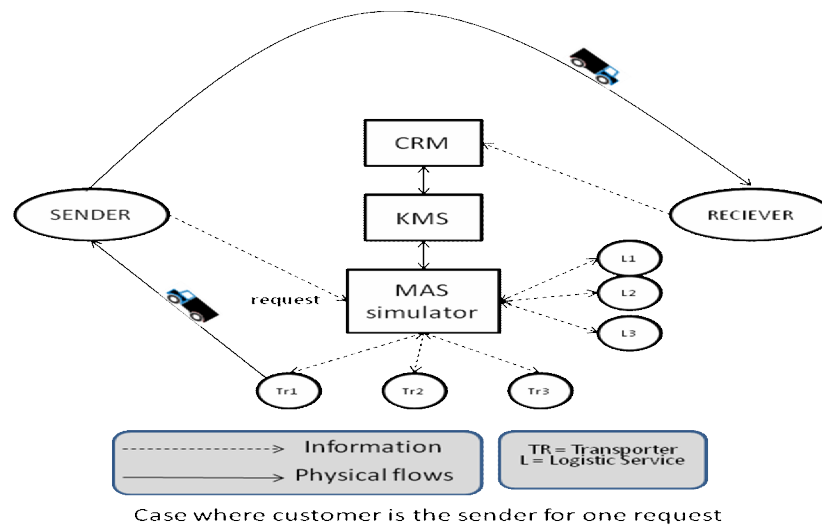 CRM
SENDER
KMS
RECIEVER
L1
MAS
simulator
L2
request
L3
Tr1
Tr2
Tr3
Information
Physical flows
TR = Transporter
L = Logistic Service
Case where customer is the sender for one request